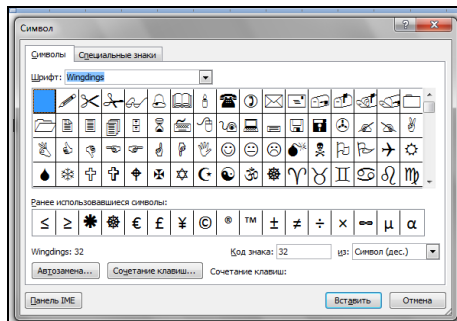 Символ
Символы Специальные знаки
Шрифт: Wingdings
Ранее использовавшиеся символы:
≤ ≥ ✱ ☸ € £ ¥ © ® ™ ± ≠ ÷ × ∞ µ α
Wingdings: 32 Код знака: 32 из: Символ (дес.)
Автозамена... Сочетание клавиш... Сочетание клавиш:
Панель IME Вставить Отмена